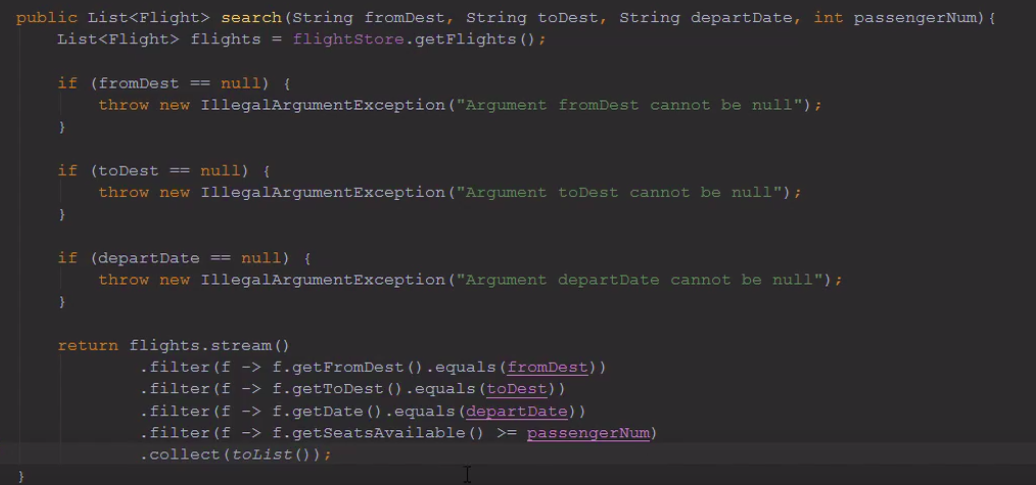 public List<Flight> search(String fromDest, String toDest, String departDate, int passengerNum){
List<Flight> flights = flightStore.getFlights();
if (fromDest == null) {
throw new IllegalArgumentException("Argument fromDest cannot be null");
}
if (toDest == null) {
throw new IllegalArgumentException("Argument toDest cannot be null");
}
if (departDate == null) {
throw new IllegalArgumentException("Argument departDate cannot be null");
}
return flights.stream()
.filter(f -> f.getFromDest().equals(fromDest))
.filter(f -> f.getToDest().equals(toDest))
.filter(f -> f.getDate().equals(departDate))
.filter(f -> f.getSeatsAvailable() >= passengerNum)
.collect(toList());
}